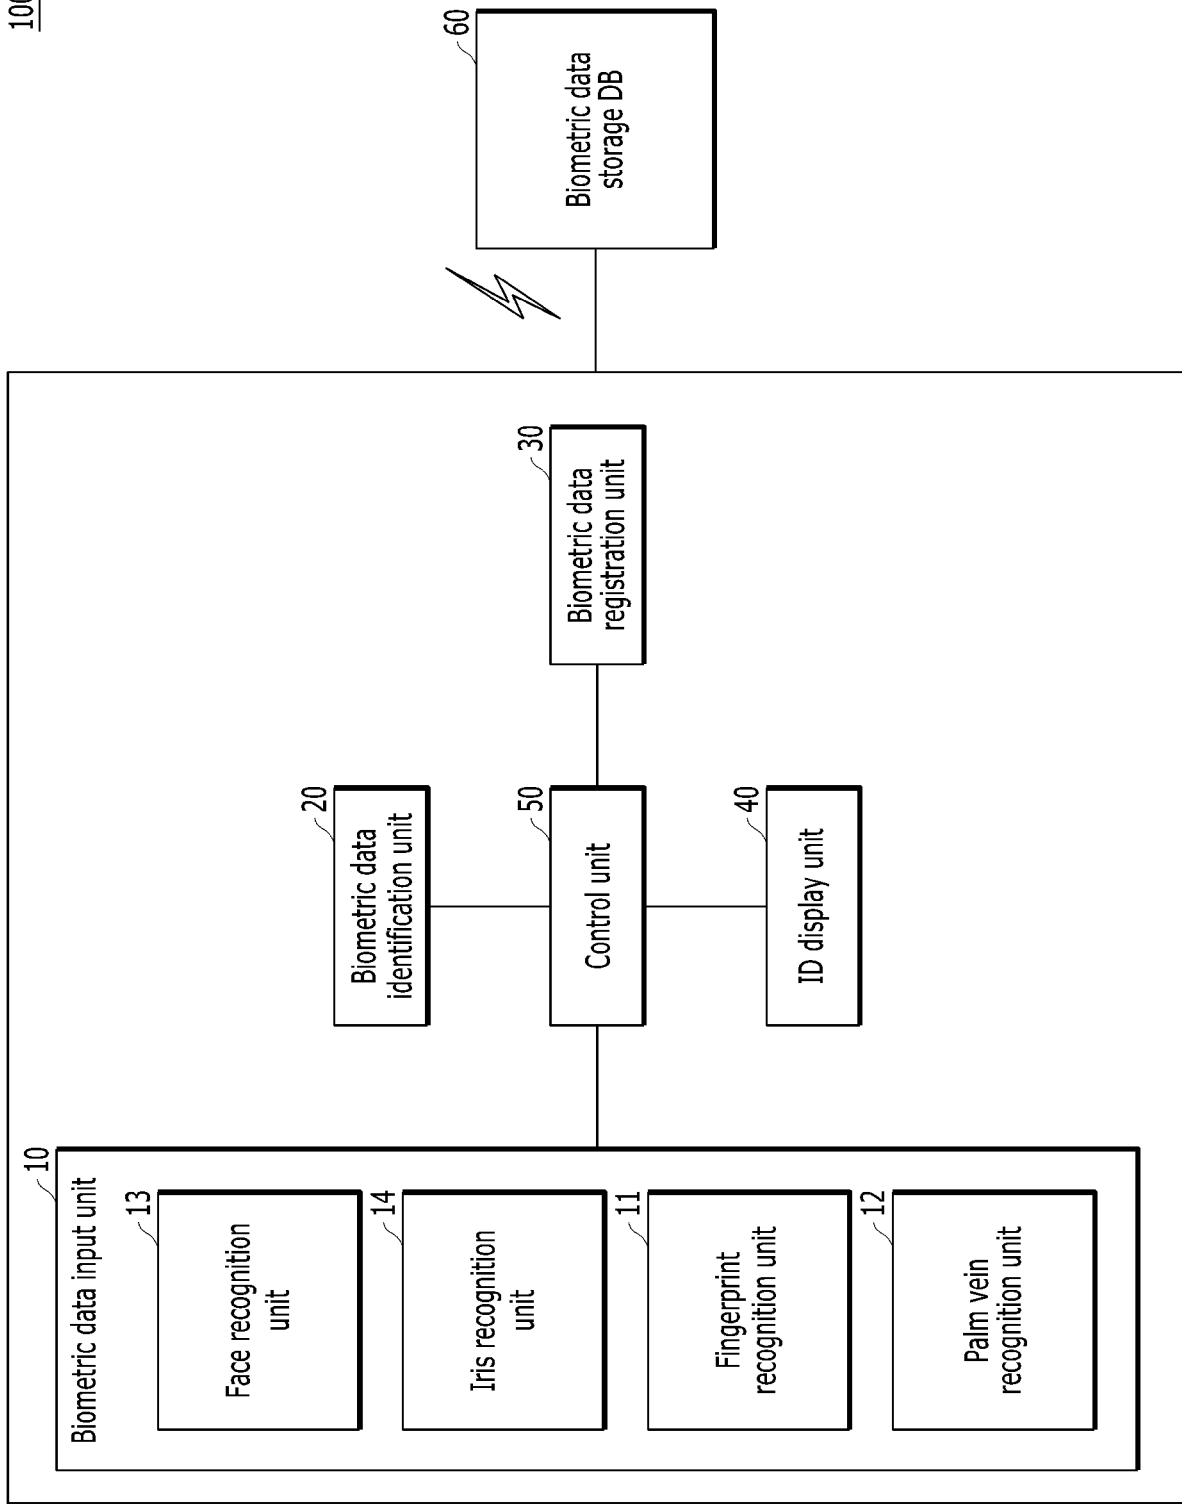 100
10
Biometric data input unit
13
Face recognition
unit
14
Iris recognition
unit
11
Fingerprint
recognition unit
12
Palm vein
recognition unit
20
Biometric data
identification unit
50
Control unit
40
ID display unit
30
Biometric data
registration unit
60
Biometric data
storage DB